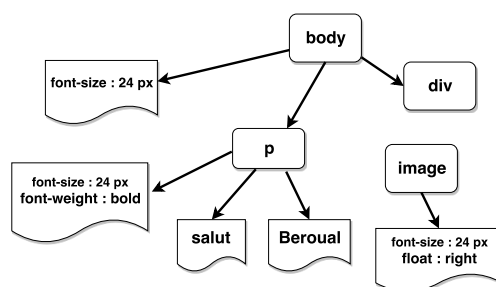 body
font-size : 24 px
div
p
image
font-size : 24 px
font-weight : bold
salut
Beroual
font-size : 24 px
float : right